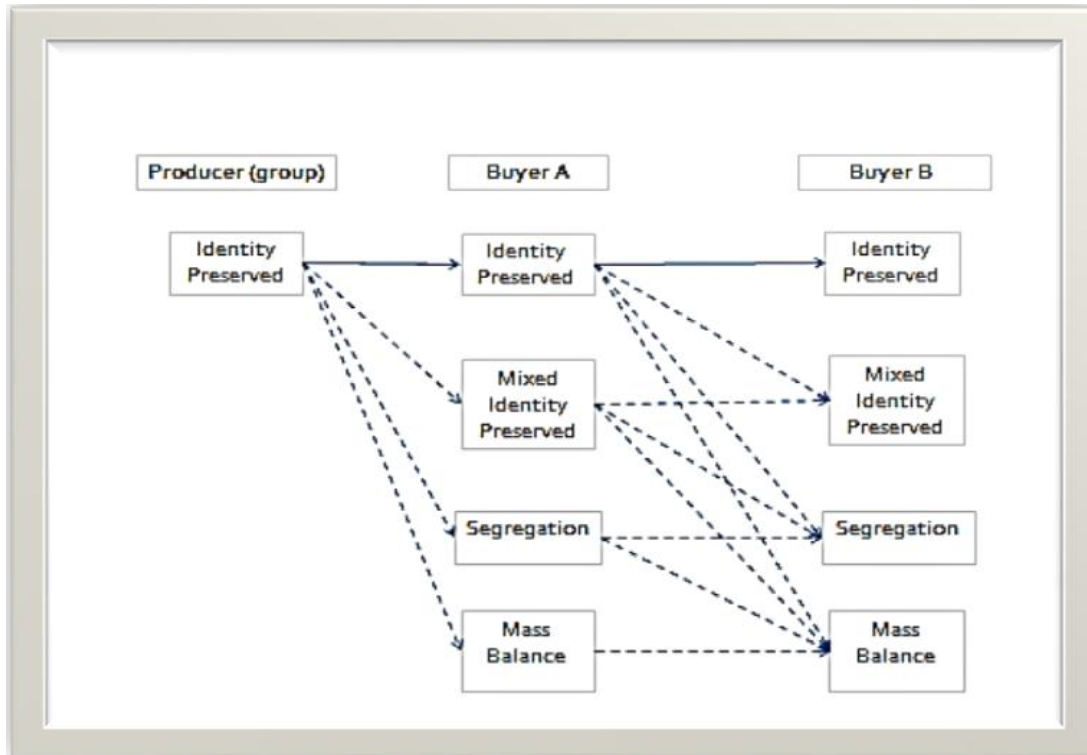 Producer (group)
Buyer A
Buyer B
Identity
Preserved
Identity
Preserved
Identity
Preserved
Mixed
Identity
Preserved
Mixed
Identity
Preserved
Segregation
Segregation
Mass
Balance
Mass
Balance